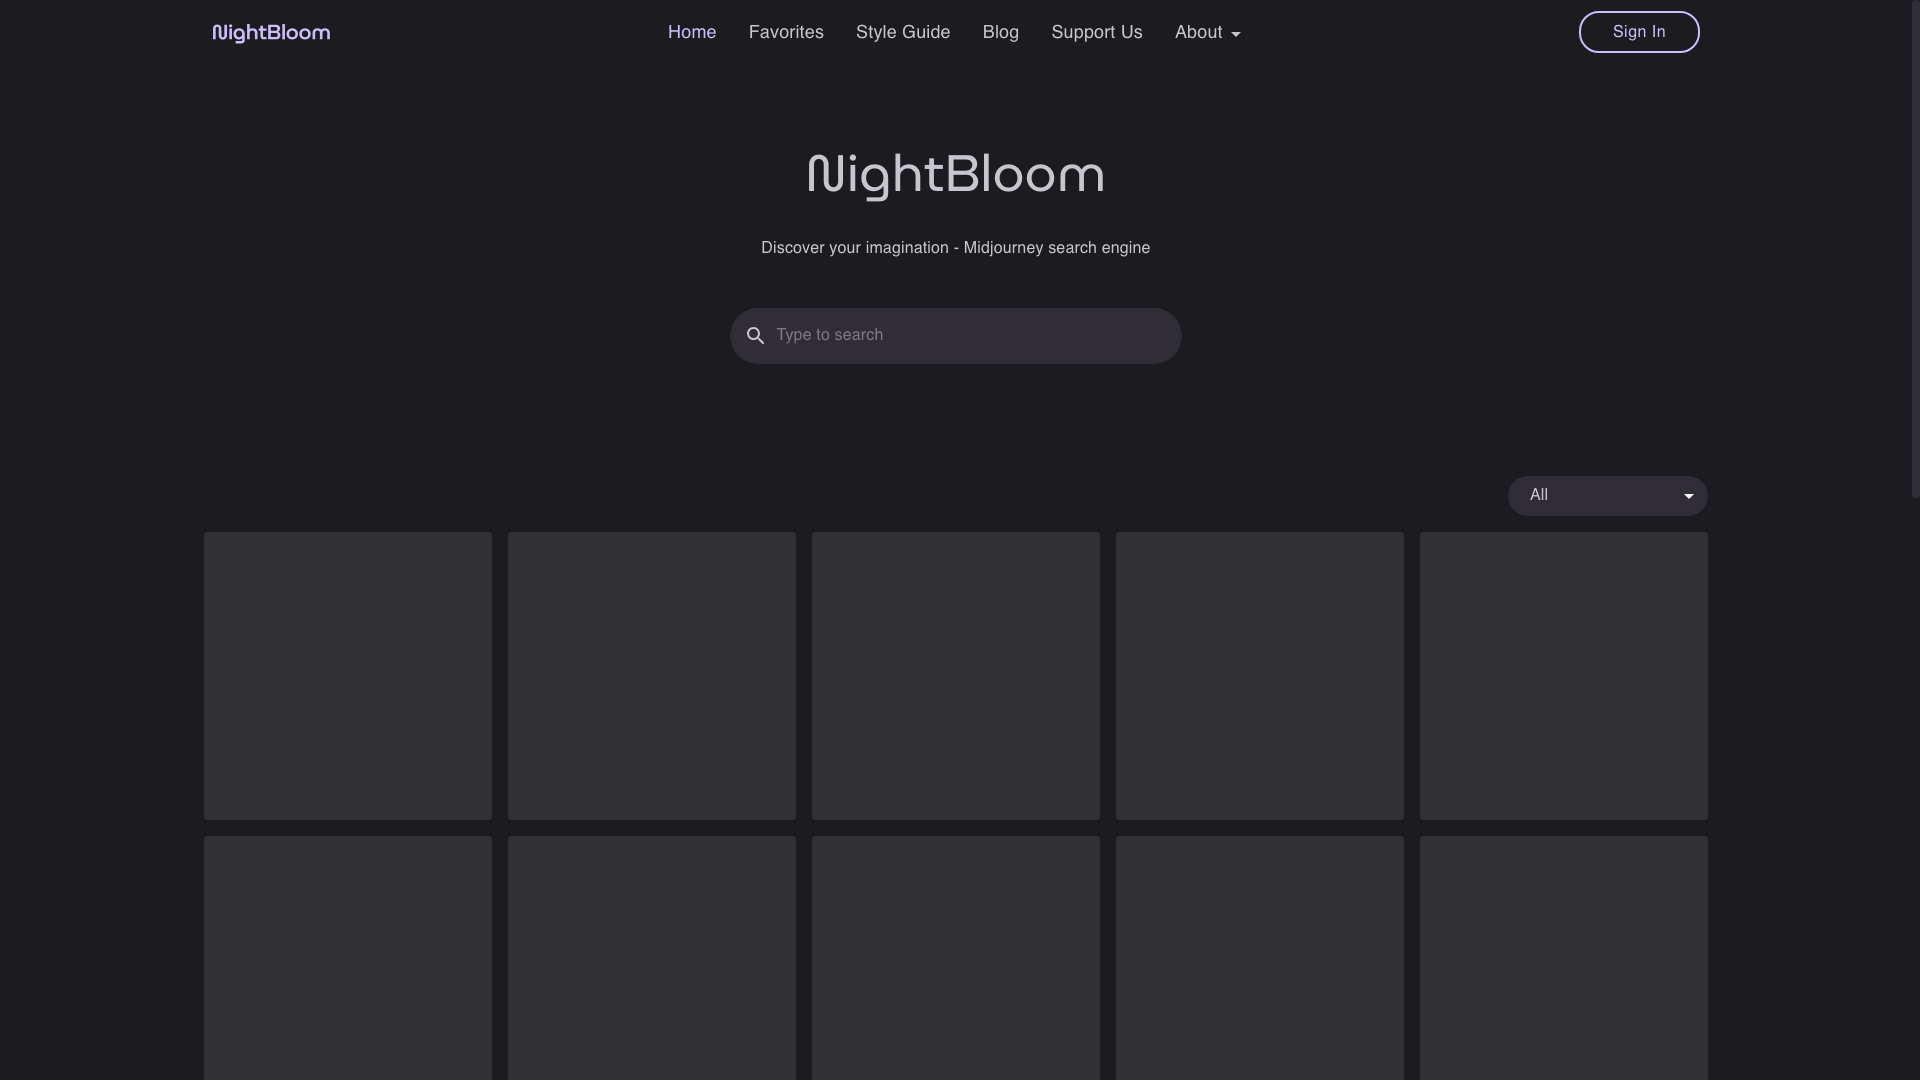 NightBloom
Home
Favorites
Style Guide
Blog
Support Us
About
Sign In
NightBloom
Discover your imagination - Midjourney search engine
Type to search
All